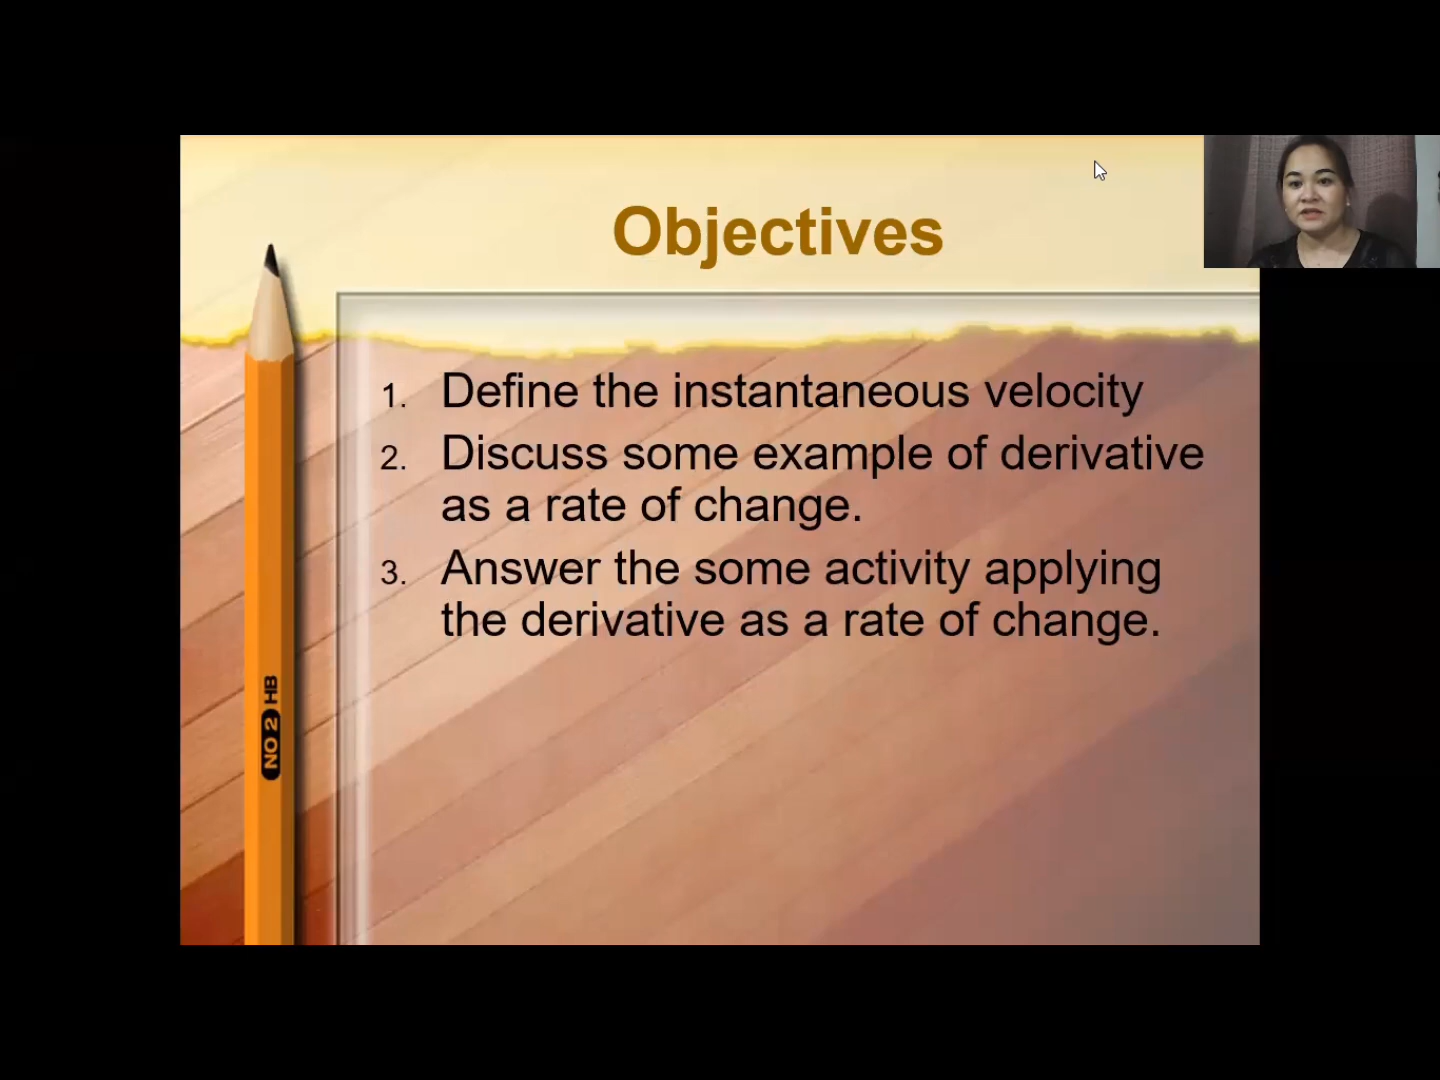 Objectives
1. Define the instantaneous velocity
2. Discuss some example of derivative
as a rate of change.
3. Answer the some activity applying
the derivative as a rate of change.
NO 2 HB